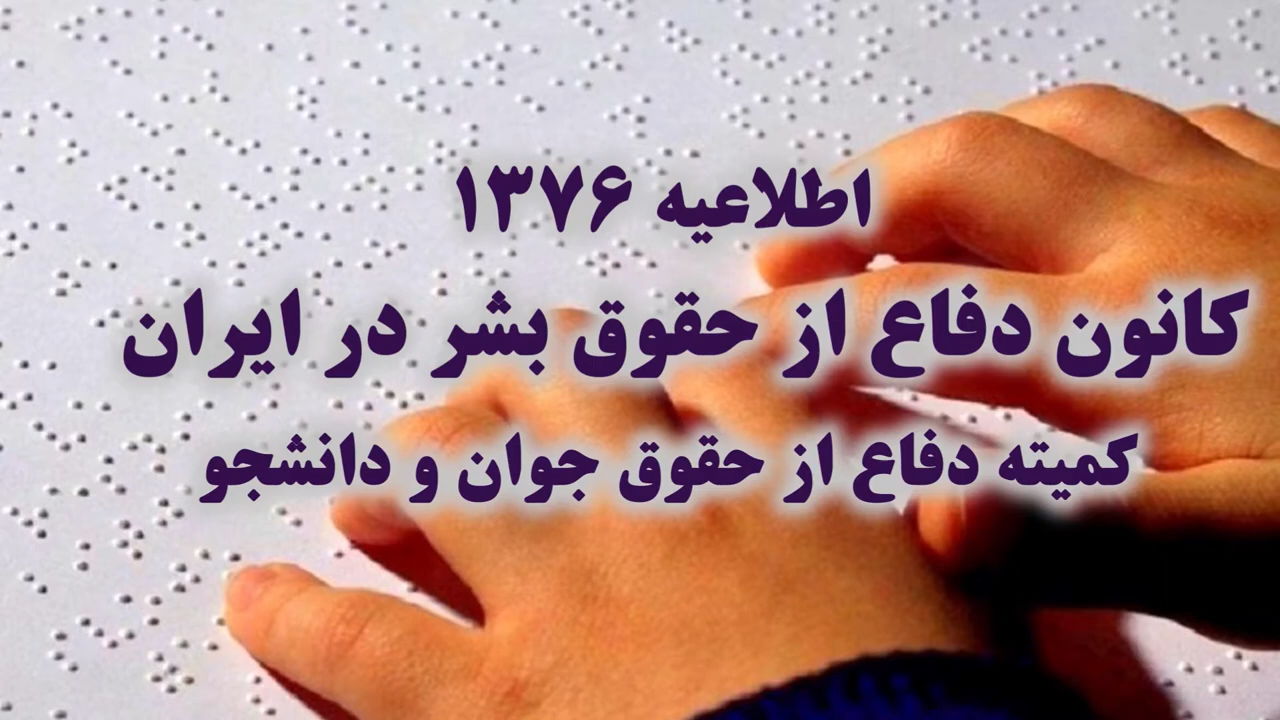 اطلاعیه ۱۳۷۶
کانون دفاع از حقوق بشر در ایران
کمیته دفاع از حقوق جوان و دانشجو